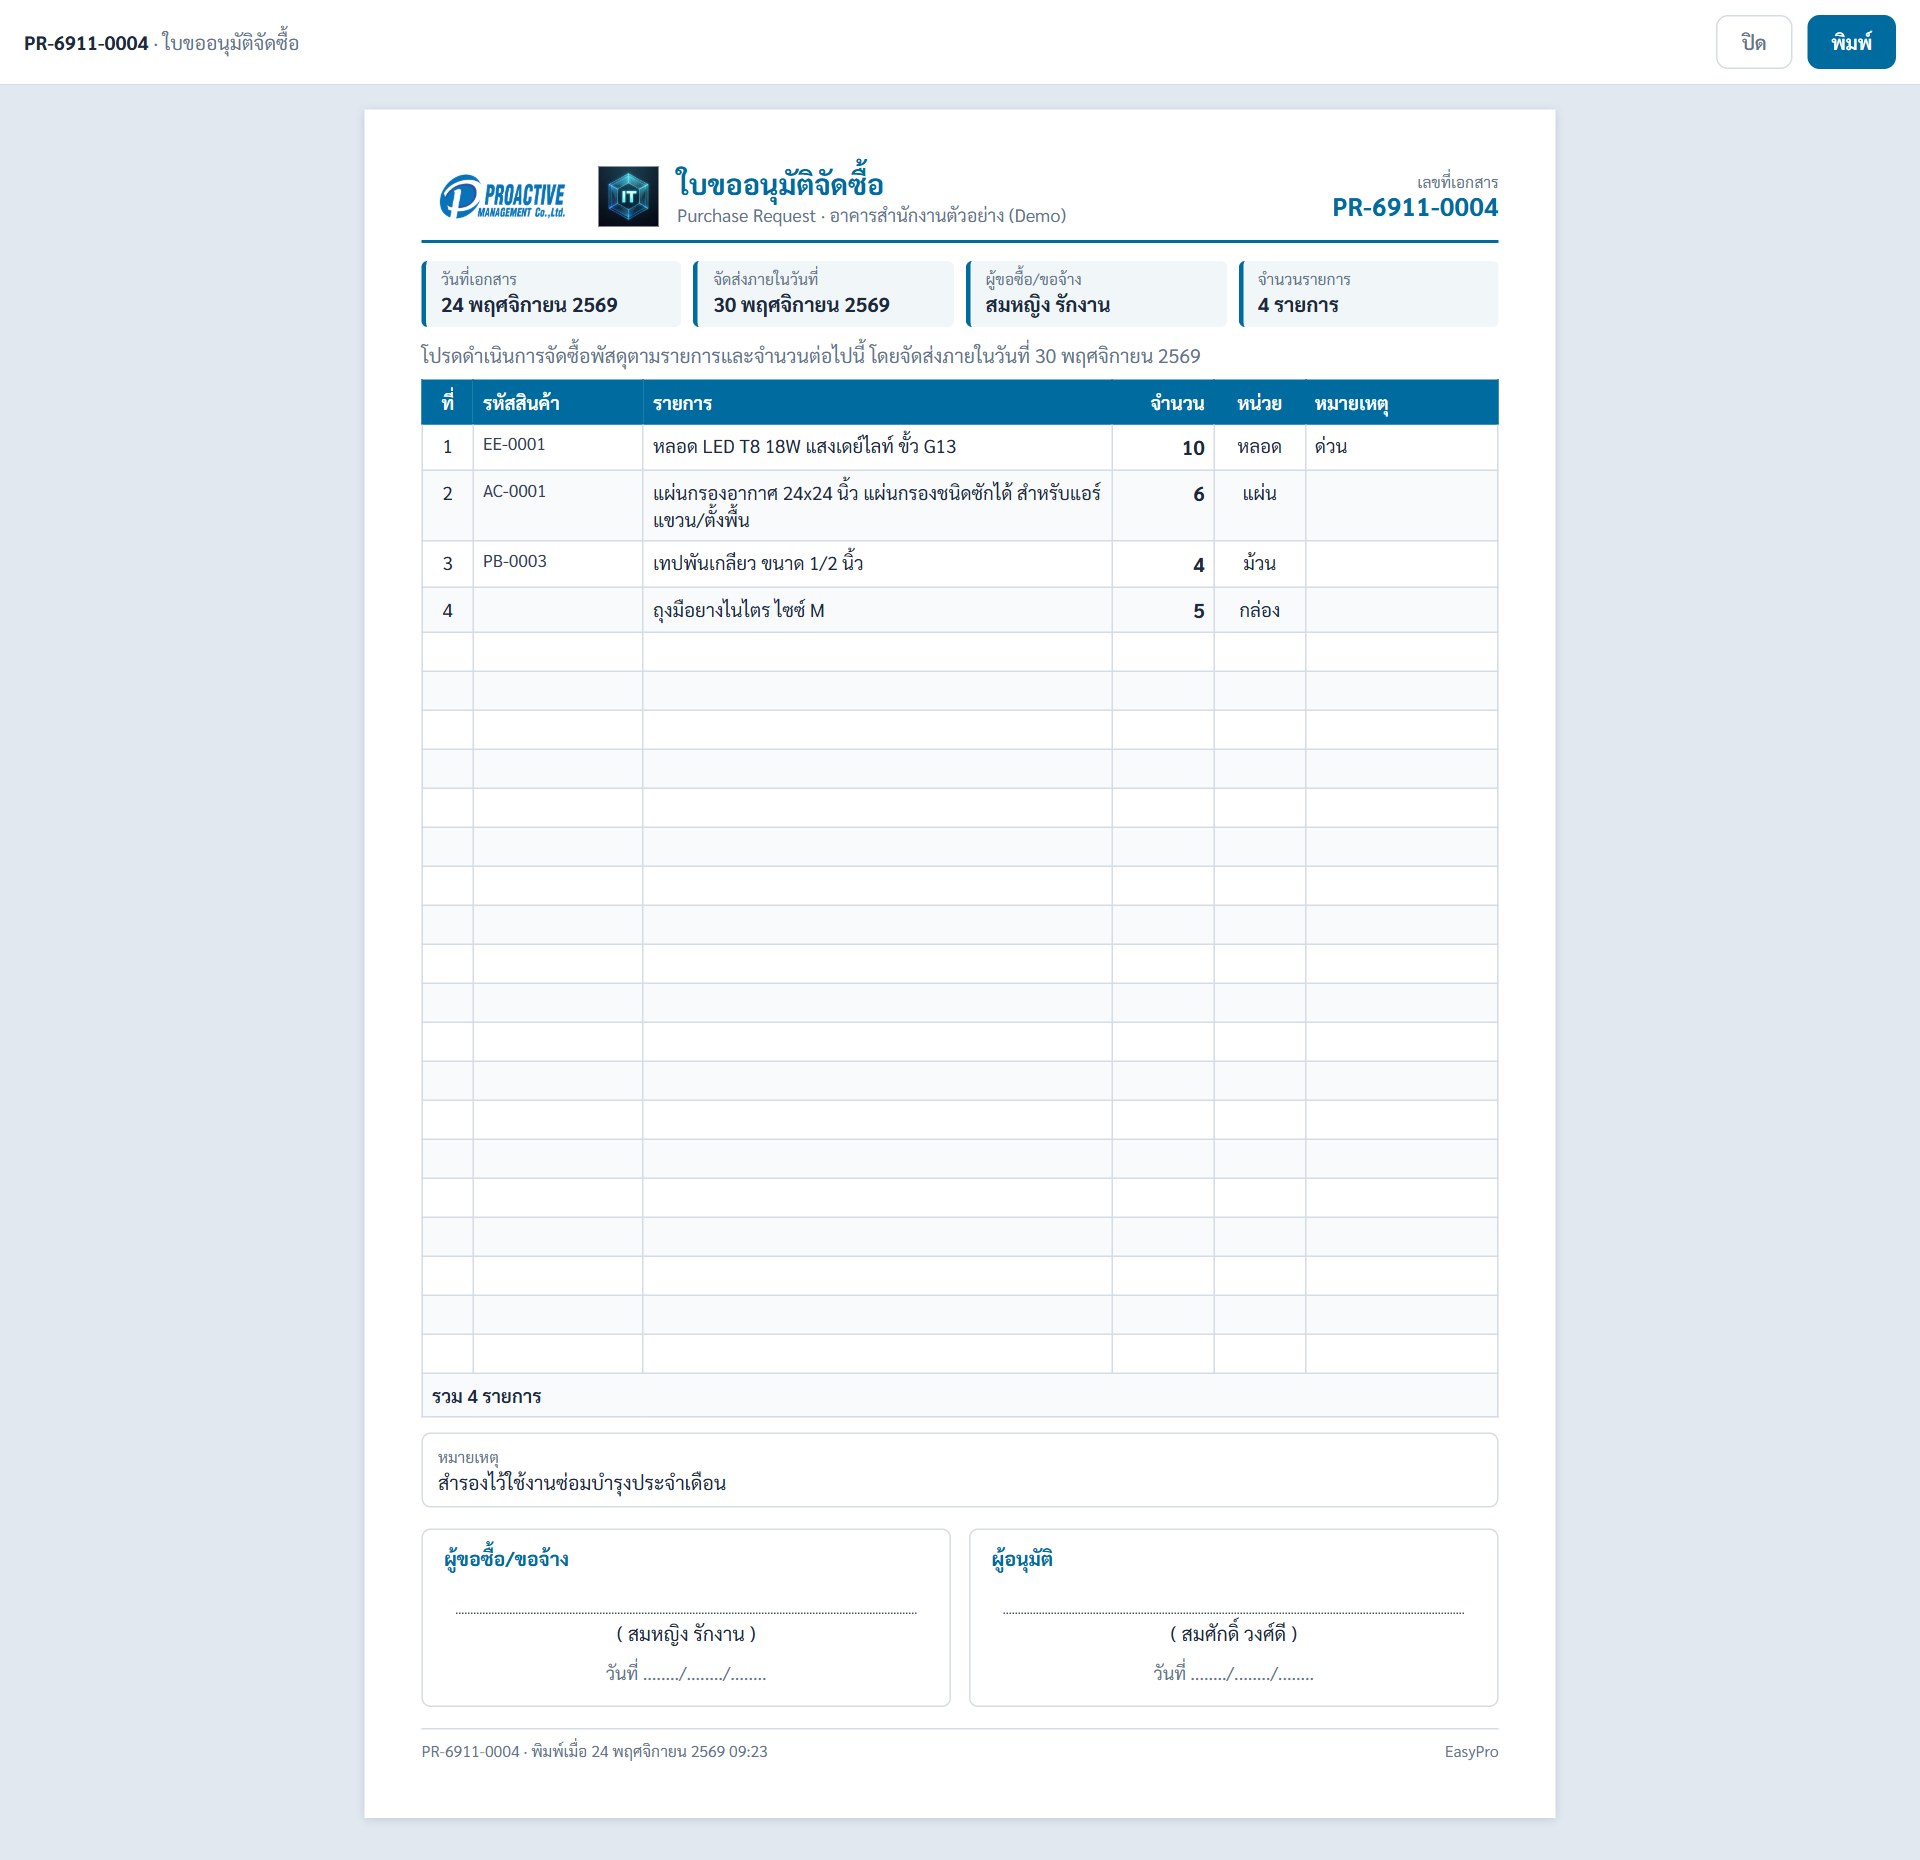 PR-6911-0004 · ใบขออนุมัติจัดซื้อ
ปิด
พิมพ์
PROACTIVE
MANAGEMENT Co.,Ltd.
IT
ใบขออนุมัติจัดซื้อ
Purchase Request · อาคารสำนักงานตัวอย่าง (Demo)
เลขที่เอกสาร
PR-6911-0004
วันที่เอกสาร
24 พฤศจิกายน 2569
จัดส่งภายในวันที่
30 พฤศจิกายน 2569
ผู้ขอซื้อ/ขอจ้าง
สมหญิง รักงาน
จำนวนรายการ
4 รายการ
โปรดดำเนินการจัดซื้อพัสดุตามรายการและจำนวนต่อไปนี้ โดยจัดส่งภายในวันที่ 30 พฤศจิกายน 2569
ที่ รหัสสินค้า รายการ จำนวน หน่วย หมายเหตุ
1 EE-0001 หลอด LED T8 18W แสงเดย์ไลท์ ขั้ว G13 10 หลอด ด่วน
2 AC-0001 แผ่นกรองอากาศ 24x24 นิ้ว แผ่นกรองชนิดซักได้ สำหรับแอร์ 6 แผ่น
แขวน/ตั้งพื้น
3 PB-0003 เทปพันเกลียว ขนาด 1/2 นิ้ว 4 ม้วน
4 ถุงมือยางไนไตร ไซซ์ M 5 กล่อง
รวม 4 รายการ
หมายเหตุ
สำรองไว้ใช้งานซ่อมบำรุงประจำเดือน
ผู้ขอซื้อ/ขอจ้าง
( สมหญิง รักงาน )
วันที่ ......../......../........
ผู้อนุมัติ
( สมศักดิ์ วงศ์ดี )
วันที่ ......../......../........
PR-6911-0004 · พิมพ์เมื่อ 24 พฤศจิกายน 2569 09:23
EasyPro